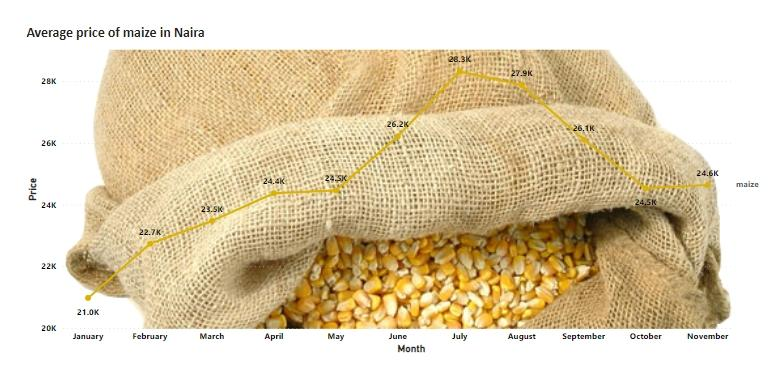 Average price of maize in Naira
28K
26K
24K
22K
20K
Price
21.0K
22.7K
23.5K
24.4K
24.5K
26.2K
28.3K
27.9K
26.1K
24.5K
24.6K
maize
January February March April May June July August September October November
Month